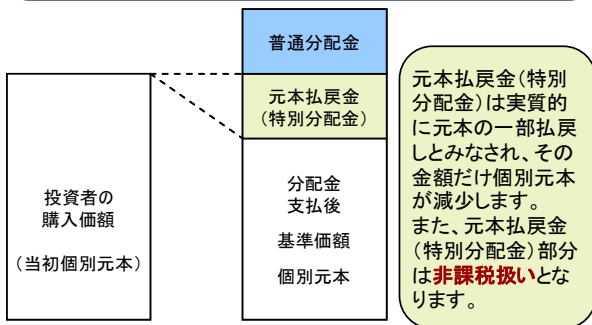 普通分配金
元本払戻金
（特別分配金）
投資者の
購入価額
（当初個別元本）
分配金
支払後
基準価額
個別元本
元本払戻金（特別
分配金）は実質的
に元本の一部払戻
しとみなされ、その
金額だけ個別元本
が減少します。
また、元本払戻金
（特別分配金）部分
は非課税扱いとな
ります。